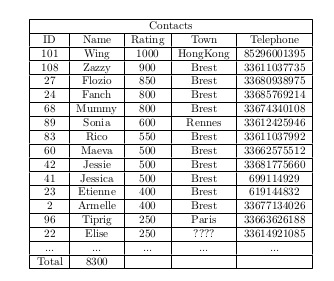 Contacts
ID Name Rating Town Telephone
101 Wing 1000 HongKong 85296001395
108 Zazzy 900 Brest 33611037735
27 Flozio 850 Brest 33680938975
24 Fanch 800 Brest 33685769214
68 Mummy 800 Brest 33674340108
89 Sonia 600 Rennes 33612425946
83 Rico 550 Brest 33611037992
60 Maeva 500 Brest 33662575512
42 Jessie 500 Brest 33681775660
41 Jessica 500 Brest 699114929
23 Etienne 400 Brest 619144832
2 Armelle 400 Brest 33677134026
96 Tiprig 250 Paris 33663626188
22 Elise 250 ???? 33614921085
... ... ... ... ...
Total 8300